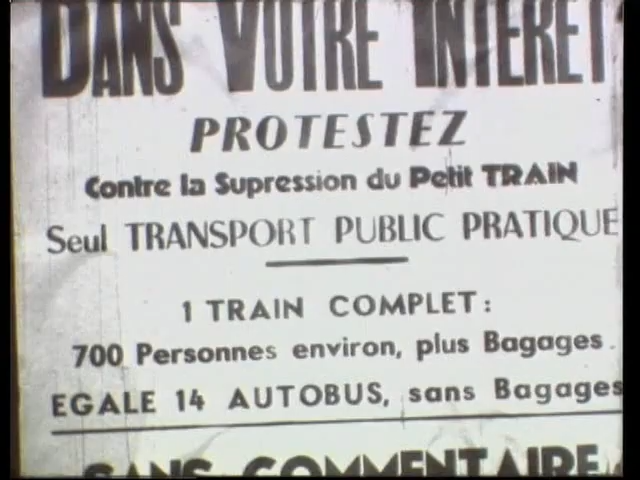 DANS VOTRE INTERET
PROTESTEZ
Contre la Supression du Petit TRAIN
Seul TRANSPORT PUBLIC PRATIQUE
1 TRAIN COMPLET :
700 Personnes environ, plus Bagages.
EGALE 14 AUTOBUS, sans Bagages
SANS COMMENTAIRE